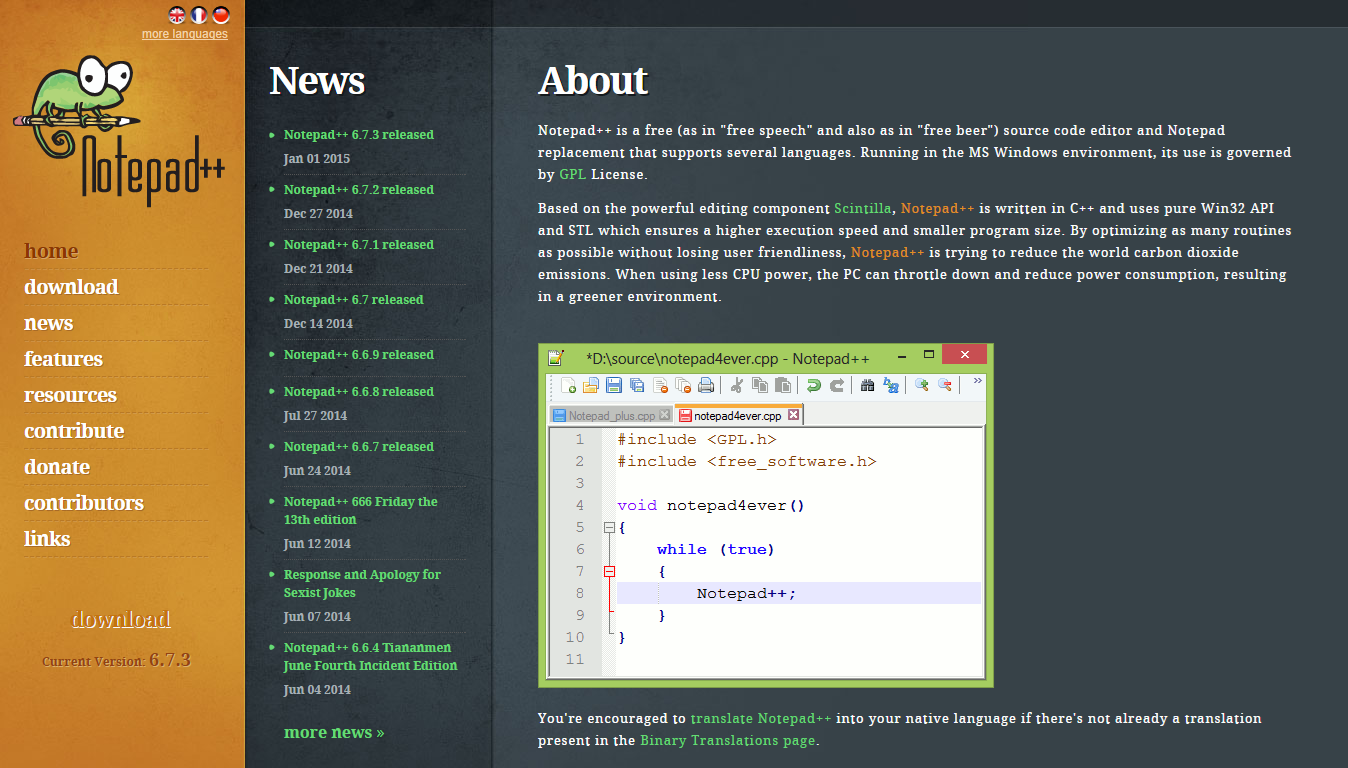 more languages
Notepad++
home
download
news
features
resources
contribute
donate
contributors
links
download
Current Version: 6.7.3
News
Notepad++ 6.7.3 released
Jan 01 2015
Notepad++ 6.7.2 released
Dec 27 2014
Notepad++ 6.7.1 released
Dec 21 2014
Notepad++ 6.7 released
Dec 14 2014
Notepad++ 6.6.9 released
Notepad++ 6.6.8 released
Jul 27 2014
Notepad++ 6.6.7 released
Jun 24 2014
Notepad++ 666 Friday the
13th edition
Jun 12 2014
Response and Apology for
Sexist Jokes
Jun 07 2014
Notepad++ 6.6.4 Tiananmen
June Fourth Incident Edition
Jun 04 2014
more news »
About
Notepad++ is a free (as in "free speech" and also as in "free beer") source code editor and Notepad
replacement that supports several languages. Running in the MS Windows environment, its use is governed
by GPL License.
Based on the powerful editing component Scintilla, Notepad++ is written in C++ and uses pure Win32 API
and STL which ensures a higher execution speed and smaller program size. By optimizing as many routines
as possible without losing user friendliness, Notepad++ is trying to reduce the world carbon dioxide
emissions. When using less CPU power, the PC can throttle down and reduce power consumption, resulting
in a greener environment.
*D:\source\notepad4ever.cpp - Notepad++
Notepad_plus.cpp notepad4ever.cpp
1 #include <GPL.h>
2 #include <free_software.h>
3
4 void notepad4ever()
5 {
6 while (true)
7 {
8 Notepad++;
9 }
10 }
11
You're encouraged to translate Notepad++ into your native language if there's not already a translation
present in the Binary Translations page.